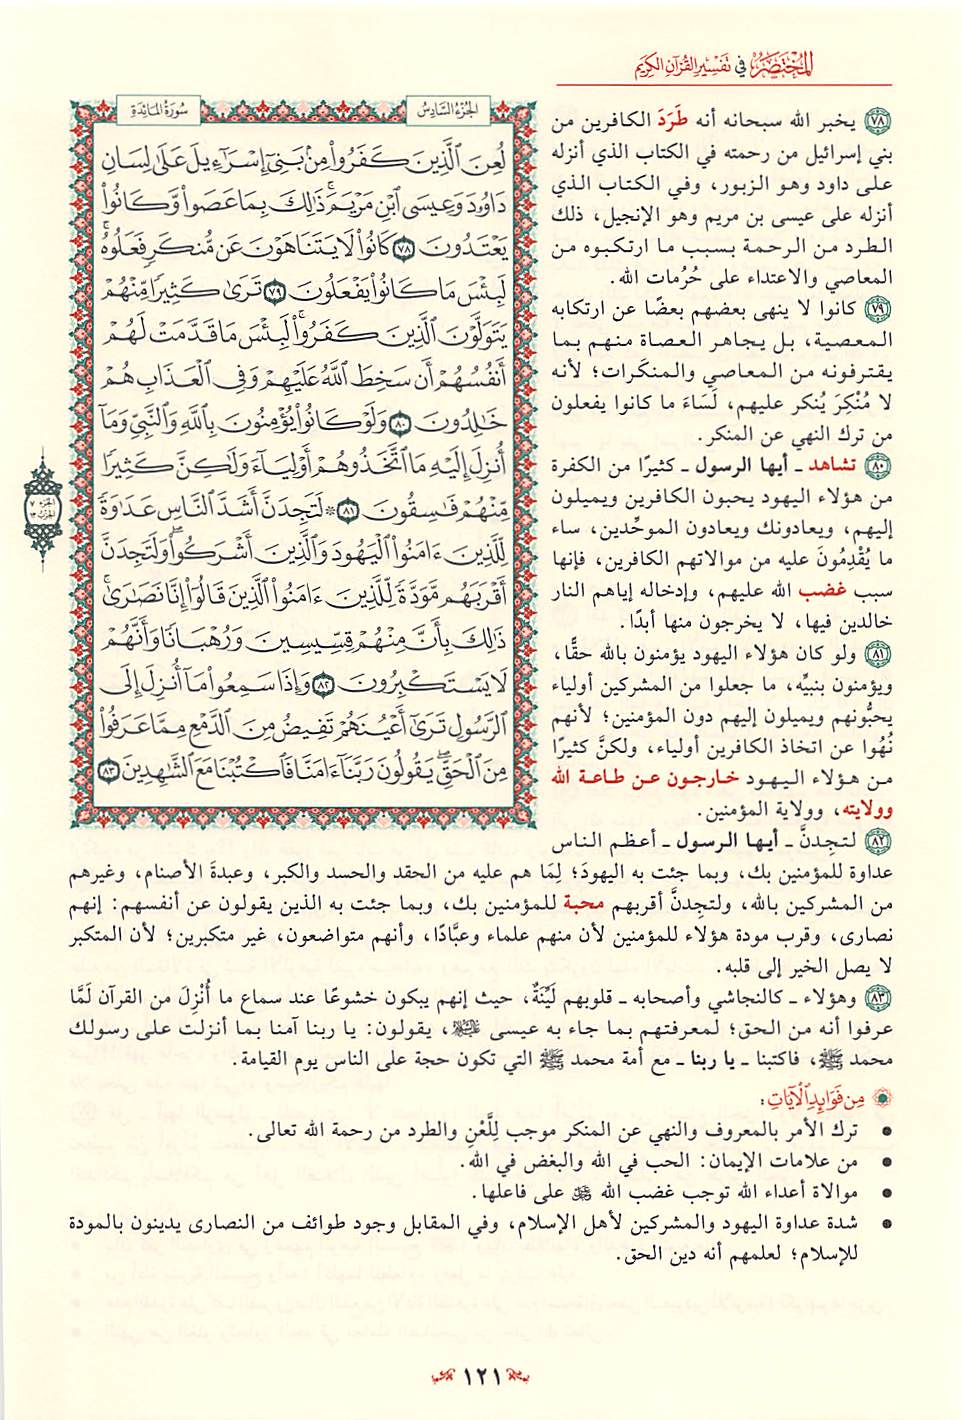 المختصر في تفسير القرآن الكريم
الجزء السادس
سورة المائدة
لُعِنَ ٱلَّذِينَ كَفَرُواْ مِنۢ بَنِىٓ إِسْرَٰٓءِيلَ عَلَىٰ لِسَانِ
دَاوُۥدَ وَعِيسَى ٱبْنِ مَرْيَمَ ۚ ذَٰلِكَ بِمَا عَصَواْ وَّكَانُواْ
يَعْتَدُونَ ٧٨ كَانُواْ لَا يَتَنَاهَوْنَ عَن مُّنكَرٍ فَعَلُوهُ ۚ
لَبِئْسَ مَا كَانُواْ يَفْعَلُونَ ٧٩ تَرَىٰ كَثِيرًا مِّنْهُمْ
يَتَوَلَّوْنَ ٱلَّذِينَ كَفَرُواْ ۚ لَبِئْسَ مَا قَدَّمَتْ لَهُمْ
أَنفُسُهُمْ أَن سَخِطَ ٱللَّهُ عَلَيْهِمْ وَفِى ٱلْعَذَابِ هُمْ
خَٰلِدُونَ ٨٠ وَلَوْ كَانُواْ يُؤْمِنُونَ بِٱللَّهِ وَٱلنَّبِىِّ وَمَآ
أُنزِلَ إِلَيْهِ مَا ٱتَّخَذُوهُمْ أَوْلِيَآءَ وَلَٰكِنَّ كَثِيرًا
مِّنْهُمْ فَٰسِقُونَ ٨١ ۞ لَتَجِدَنَّ أَشَدَّ ٱلنَّاسِ عَدَٰوَةً
لِّلَّذِينَ ءَامَنُواْ ٱلْيَهُودَ وَٱلَّذِينَ أَشْرَكُواْ ۖ وَلَتَجِدَنَّ
أَقْرَبَهُم مَّوَدَّةً لِّلَّذِينَ ءَامَنُواْ ٱلَّذِينَ قَالُوٓاْ إِنَّا نَصَٰرَىٰ ۚ
ذَٰلِكَ بِأَنَّ مِنْهُمْ قِسِّيسِينَ وَرُهْبَانًا وَأَنَّهُمْ
لَا يَسْتَكْبِرُونَ ٨٢ وَإِذَا سَمِعُواْ مَآ أُنزِلَ إِلَى
ٱلرَّسُولِ تَرَىٰٓ أَعْيُنَهُمْ تَفِيضُ مِنَ ٱلدَّمْعِ مِمَّا عَرَفُواْ
مِنَ ٱلْحَقِّ ۖ يَقُولُونَ رَبَّنَآ ءَامَنَّا فَٱكْتُبْنَا مَعَ ٱلشَّٰهِدِينَ ٨٣
٧٨ يخبر الله سبحانه أنه طَرَدَ الكافرين من
بني إسرائيل من رحمته في الكتاب الذي أنزله
على داود وهو الزبور، وفي الكتاب الذي
أنزله على عيسى بن مريم وهو الإنجيل، ذلك
الطرد من الرحمة بسبب ما ارتكبوه من
المعاصي والاعتداء على حُرُمات الله.
٧٩ كانوا لا ينهى بعضهم بعضًا عن ارتكابه
المعصية، بل يجاهر العصاة منهم بما
يقترفونه من المعاصي والمنكَرات؛ لأنه
لا مُنْكِرَ يُنكر عليهم، لَسَاءَ ما كانوا يفعلون
من ترك النهي عن المنكر.
٨٠ تشاهد ـ أيها الرسول ـ كثيرًا من الكفرة
من هؤلاء اليهود يحبون الكافرين ويميلون
إليهم، ويعادونك ويعادون الموحِّدين، ساء
ما يُقْدِمُونَ عليه من موالاتهم الكافرين، فإنها
سبب غضب الله عليهم، وإدخاله إياهم النار
خالدين فيها، لا يخرجون منها أبدًا.
٨١ ولو كان هؤلاء اليهود يؤمنون بالله حقًّا،
ويؤمنون بنبيِّه، ما جعلوا من المشركين أولياء
يحبُّونهم ويميلون إليهم دون المؤمنين؛ لأنهم
نُهُوا عن اتخاذ الكافرين أولياء، ولكنَّ كثيرًا
من هؤلاء اليهود خارجون عن طاعة الله
وولايته، وولاية المؤمنين.
٨٢ لتجِدنَّ ـ أيها الرسول ـ أعظم الناس
عداوة للمؤمنين بك، وبما جئت به اليهودَ؛ لِمَا هم عليه من الحقد والحسد والكبر، وعبدةَ الأصنام، وغيرهم
من المشركين بالله، ولتجِدنَّ أقربهم محبة للمؤمنين بك، وبما جئت به الذين يقولون عن أنفسهم: إنهم
نصارى، وقرب مودة هؤلاء للمؤمنين لأن منهم علماء وعبَّادًا، وأنهم متواضعون، غير متكبرين؛ لأن المتكبر
لا يصل الخير إلى قلبه.
٨٣ وهؤلاء ـ كالنجاشي وأصحابه ـ قلوبهم لَيِّنَةٌ، حيث إنهم يبكون خشوعًا عند سماع ما أُنْزِلَ من القرآن لَمَّا
عرفوا أنه من الحق؛ لمعرفتهم بما جاء به عيسى عليه السلام، يقولون: يا ربنا آمنا بما أنزلت على رسولك
محمد ﷺ، فاكتبنا ـ يا ربنا ـ مع أمة محمد ﷺ التي تكون حجة على الناس يوم القيامة.
مِن فَوَائِدِ ٱلْآيَاتِ:
• ترك الأمر بالمعروف والنهي عن المنكر موجب لِلَّعْنِ والطرد من رحمة الله تعالى.
• من علامات الإيمان: الحب في الله والبغض في الله.
• موالاة أعداء الله توجب غضب الله ﷻ على فاعلها.
• شدة عداوة اليهود والمشركين لأهل الإسلام، وفي المقابل وجود طوائف من النصارى يدينون بالمودة
للإسلام؛ لعلمهم أنه دين الحق.
١٢١